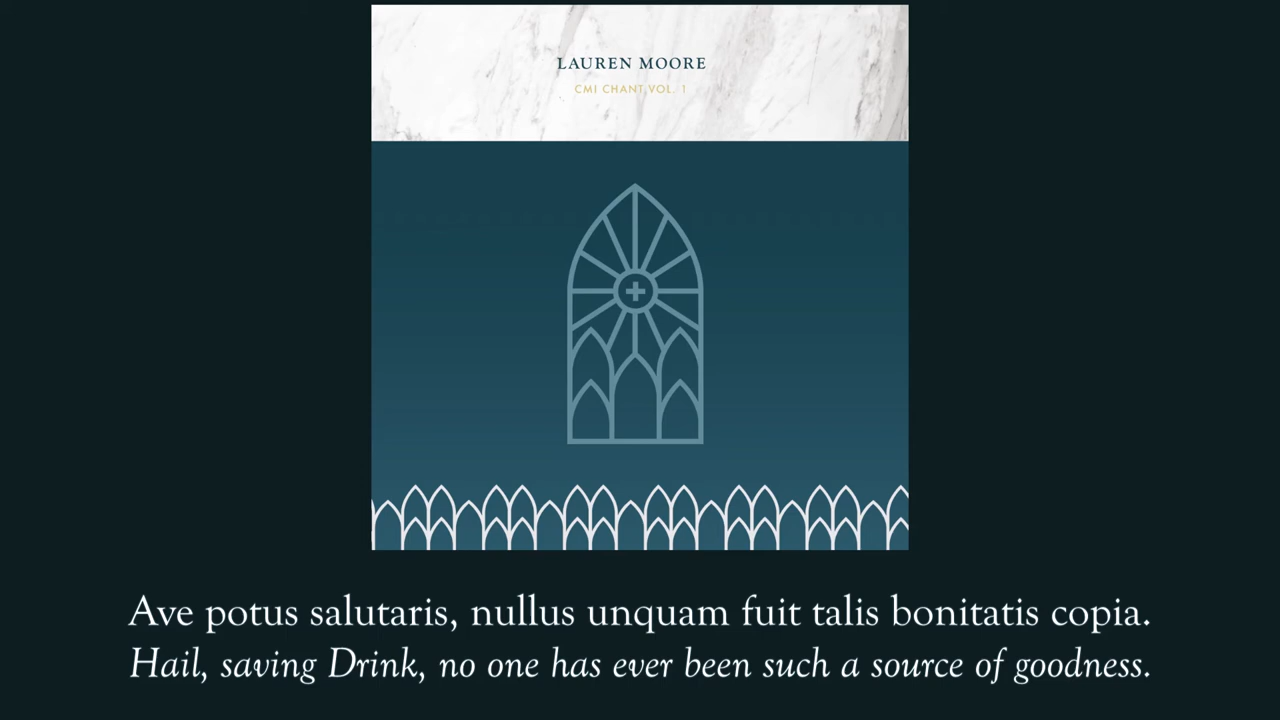 LAUREN MOORE
CMI CHANT VOL. 1
Ave potus salutaris, nullus unquam fuit talis bonitatis copia.
Hail, saving Drink, no one has ever been such a source of goodness.